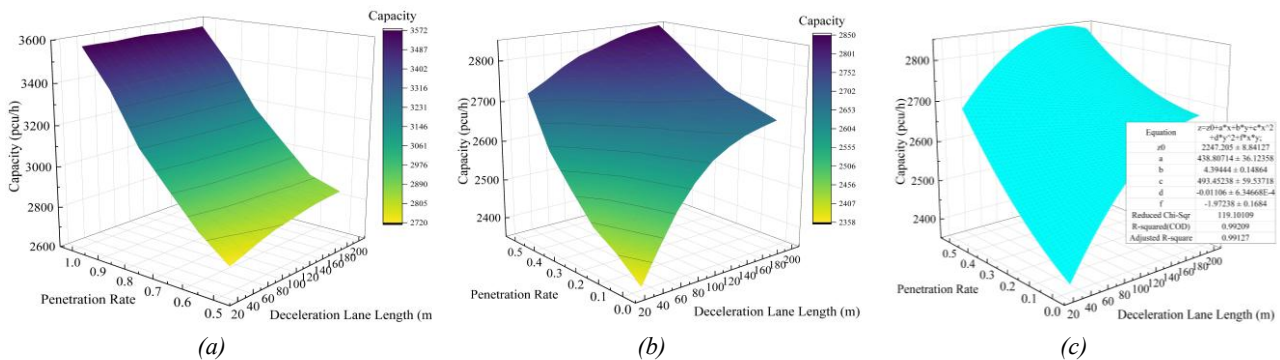 Capacity
3572
3487
3402
3316
3231
3146
3061
2976
2890
2805
2720
3600
3400
3200
3000
2800
2600
Capacity (pcu/h)
1.0
0.9
0.8
0.7
0.6
0.5
Penetration Rate
20 40 60 80 100 120 140 160 180 200
Deceleration Lane Length (m
(a)
Capacity
2850
2801
2752
2702
2653
2604
2555
2506
2456
2407
2358
2800
2700
2600
2500
2400
Capacity (pcu/h)
0.5
0.4
0.3
0.2
0.1
0.0
Penetration Rate
20 40 60 80 100 120 140 160 180 200
Deceleration Lane Length (m
(b)
2800
2700
2600
2500
2400
Capacity (pcu/h)
0.5
0.4
0.3
0.2
0.1
0.0
Penetration Rate
20 40 60 80 100 120 140 160 180 200
Deceleration Lane Length (m
Equation z=z0+a*x+b*y+c*x^2
+d*y^2+f*x*y;
z0 2247.205 ± 8.84127
a 438.80714 ± 36.12358
b 4.39444 ± 0.14864
c 493.45238 ± 59.53718
d -0.01106 ± 6.34668E-4
f -1.97238 ± 0.1684
Reduced Chi-Sqr 119.10109
R-squared(COD) 0.99209
Adjusted R-square 0.99127
(c)